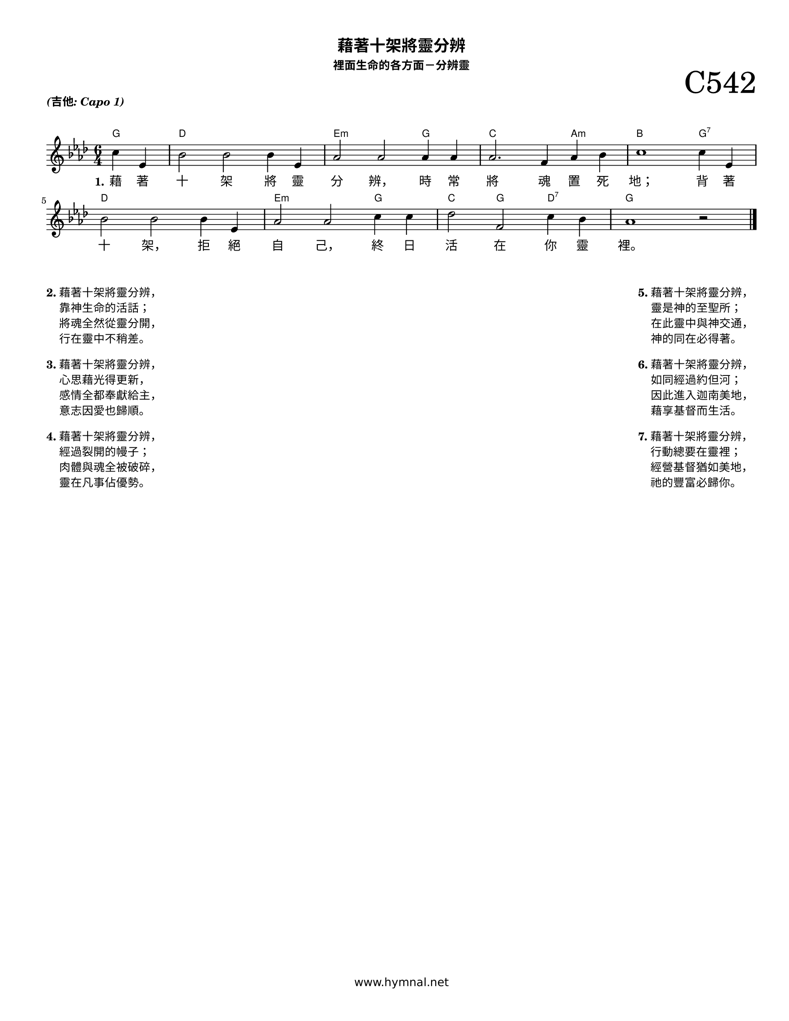 藉著十架將靈分辨
裡面生命的各方面－分辨靈
C542
(吉他: Capo 1)
G D Em G C Am B G7
1. 藉 著 十 架 將 靈 分 辨， 時 常 將 魂 置 死 地； 背 著
5
D Em G C G D7 G
十 架， 拒 絕 自 己， 終 日 活 在 你 靈 裡。
2. 藉著十架將靈分辨，
靠神生命的活話；
將魂全然從靈分開，
行在靈中不稍差。
3. 藉著十架將靈分辨，
心思藉光得更新，
感情全都奉獻給主，
意志因愛也歸順。
4. 藉著十架將靈分辨，
經過裂開的幔子；
肉體與魂全被破碎，
靈在凡事佔優勢。
5. 藉著十架將靈分辨，
靈是神的至聖所；
在此靈中與神交通，
神的同在必得著。
6. 藉著十架將靈分辨，
如同經過約但河；
因此進入迦南美地，
藉享基督而生活。
7. 藉著十架將靈分辨，
行動總要在靈裡；
經營基督猶如美地，
祂的豐富必歸你。
www.hymnal.net